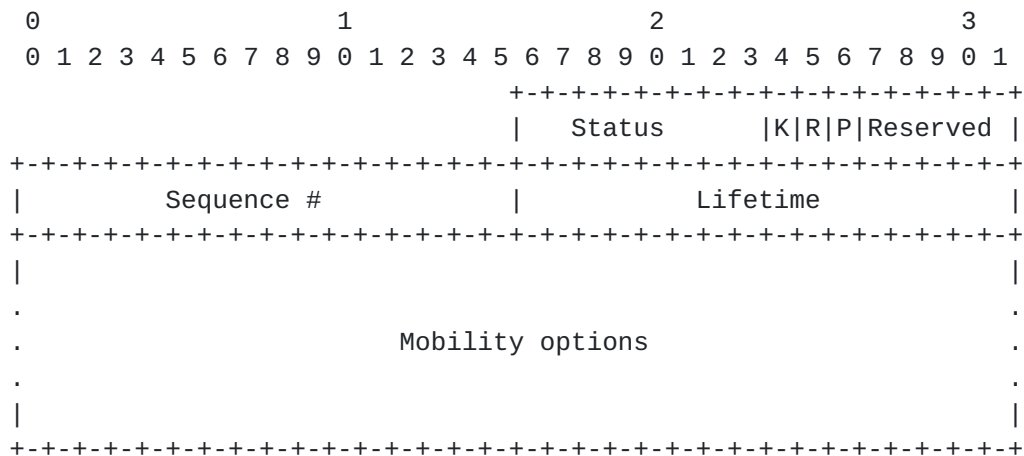 0                   1                   2                   3
 0 1 2 3 4 5 6 7 8 9 0 1 2 3 4 5 6 7 8 9 0 1 2 3 4 5 6 7 8 9 0 1
                                +-+-+-+-+-+-+-+-+-+-+-+-+-+-+-+-+
                                |   Status      |K|R|P|Reserved |
+-+-+-+-+-+-+-+-+-+-+-+-+-+-+-+-+-+-+-+-+-+-+-+-+-+-+-+-+-+-+-+-+
|         Sequence #            |           Lifetime            |
+-+-+-+-+-+-+-+-+-+-+-+-+-+-+-+-+-+-+-+-+-+-+-+-+-+-+-+-+-+-+-+-+
|                                                               |
.                                                               .
.                        Mobility options                       .
.                                                               .
|                                                               |
+-+-+-+-+-+-+-+-+-+-+-+-+-+-+-+-+-+-+-+-+-+-+-+-+-+-+-+-+-+-+-+-+